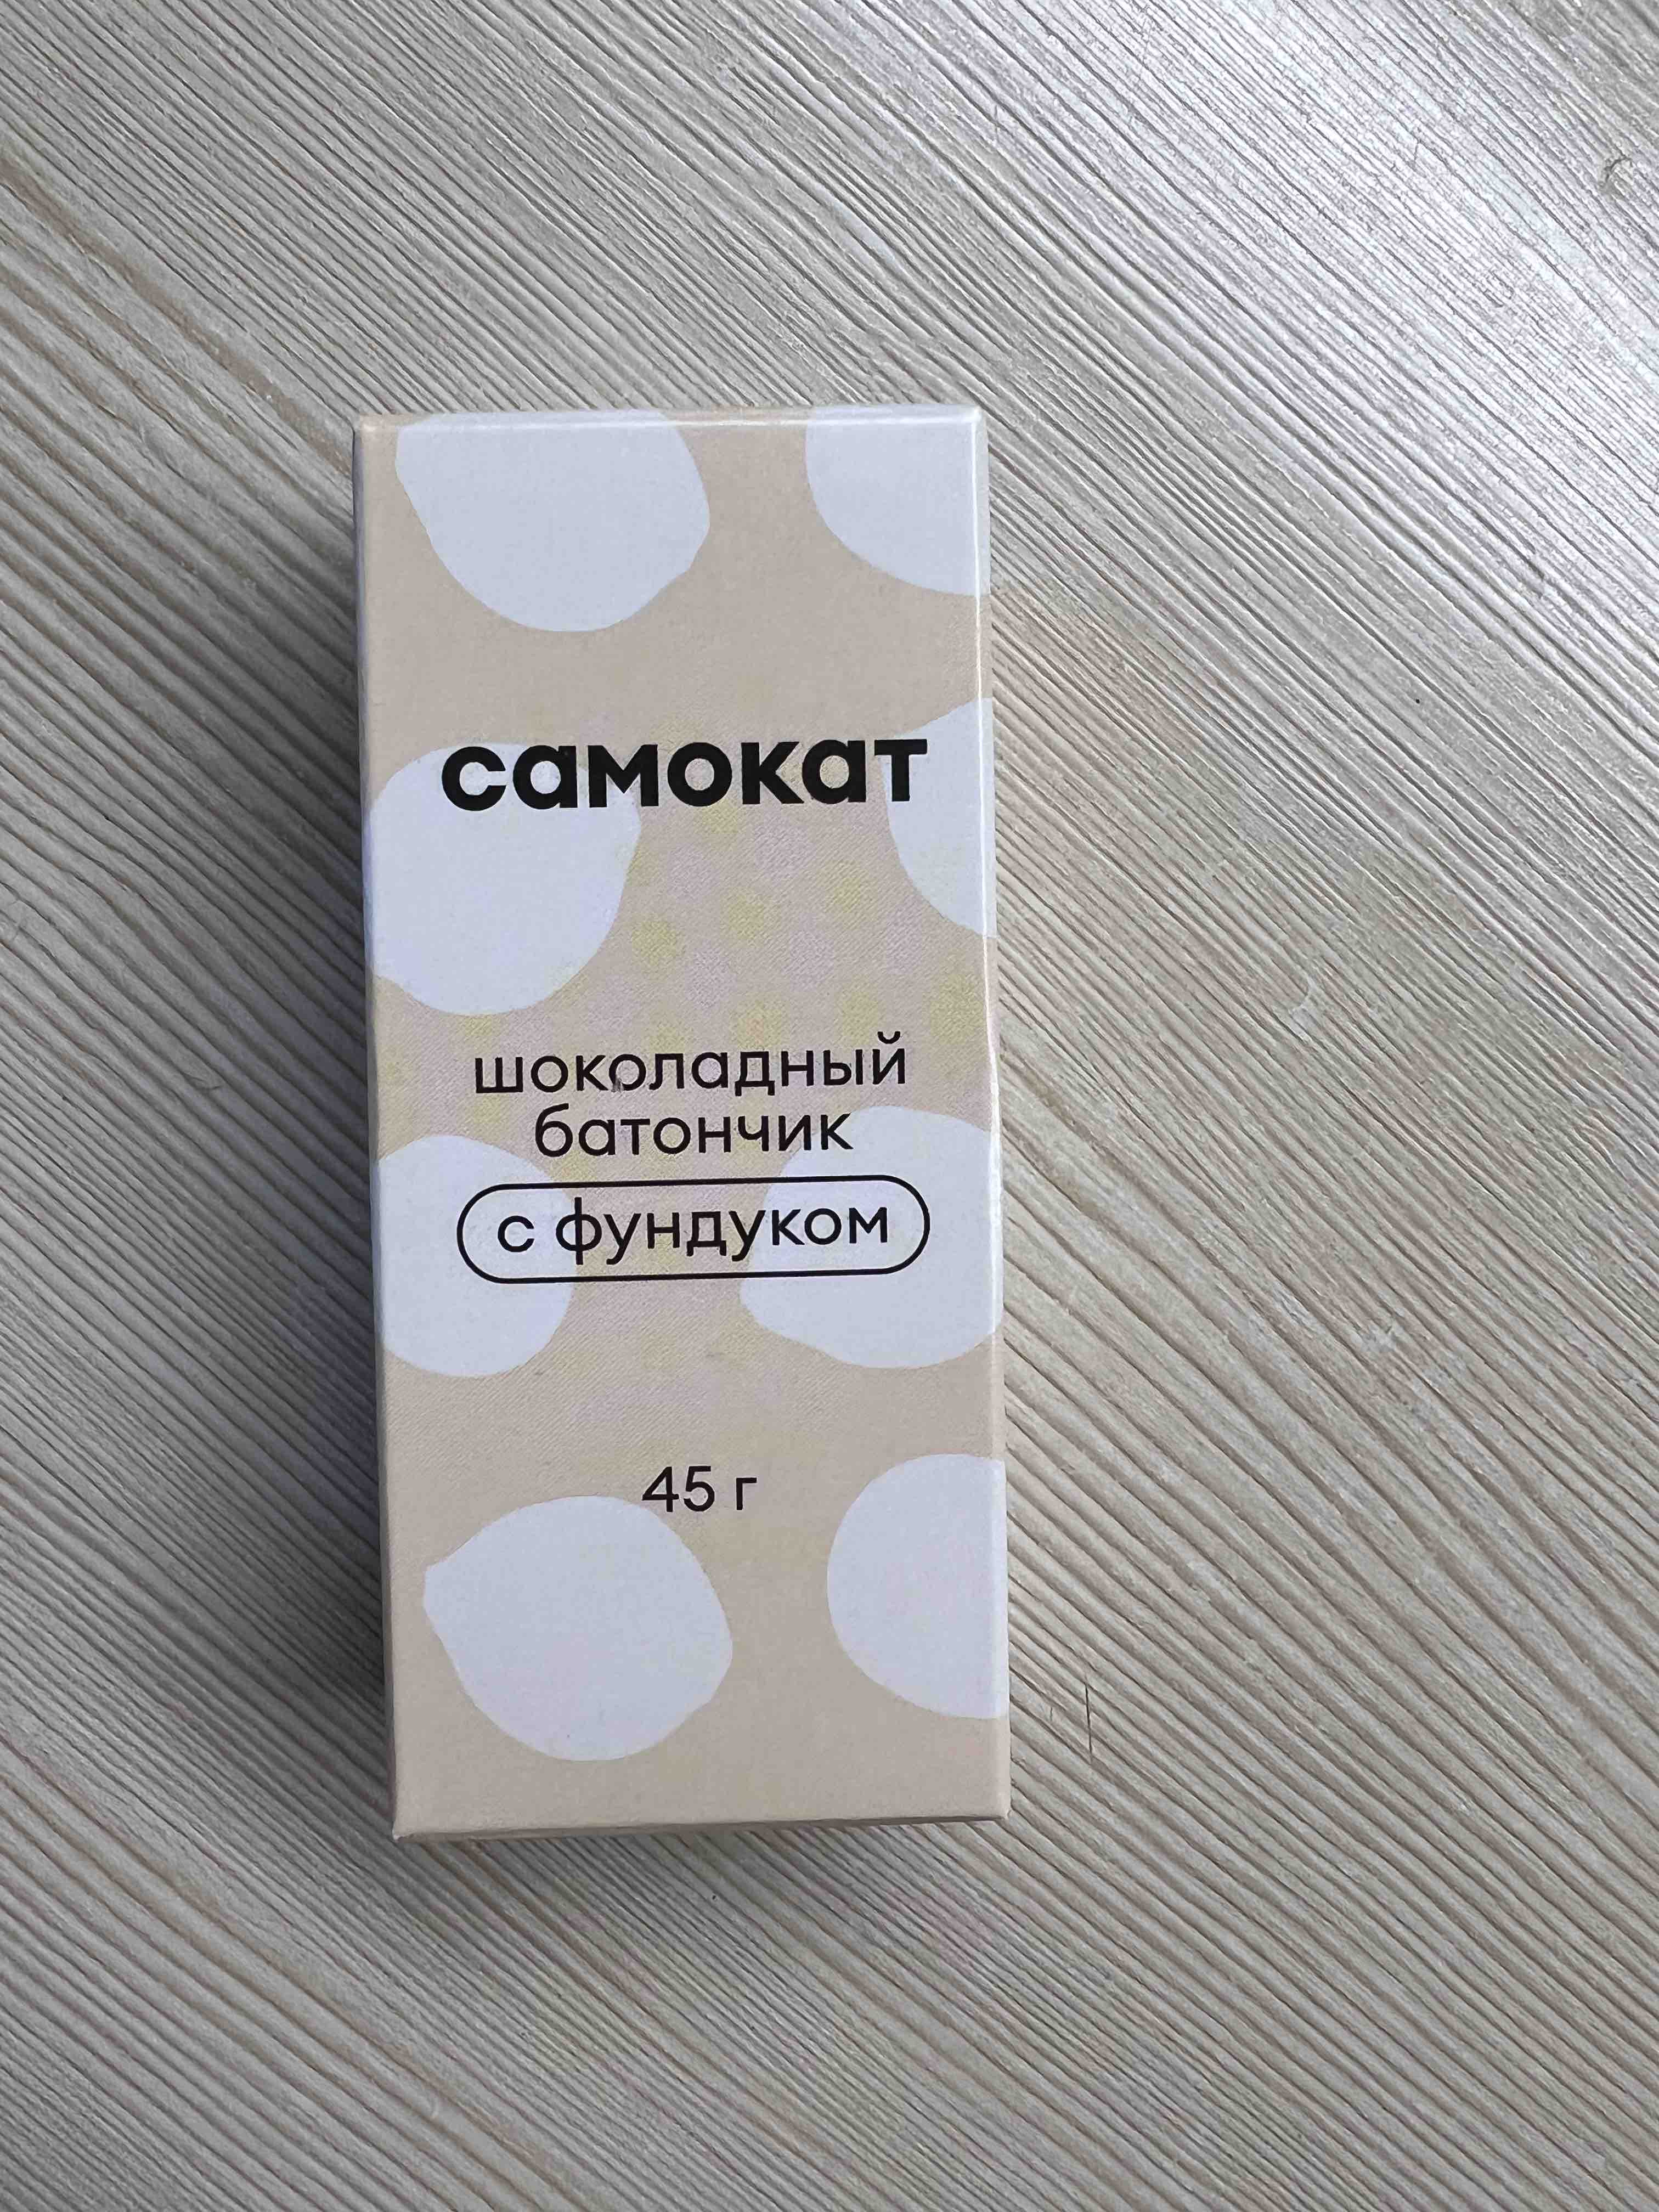 самокат
шоколадный
батончик
с фундуком
45 г